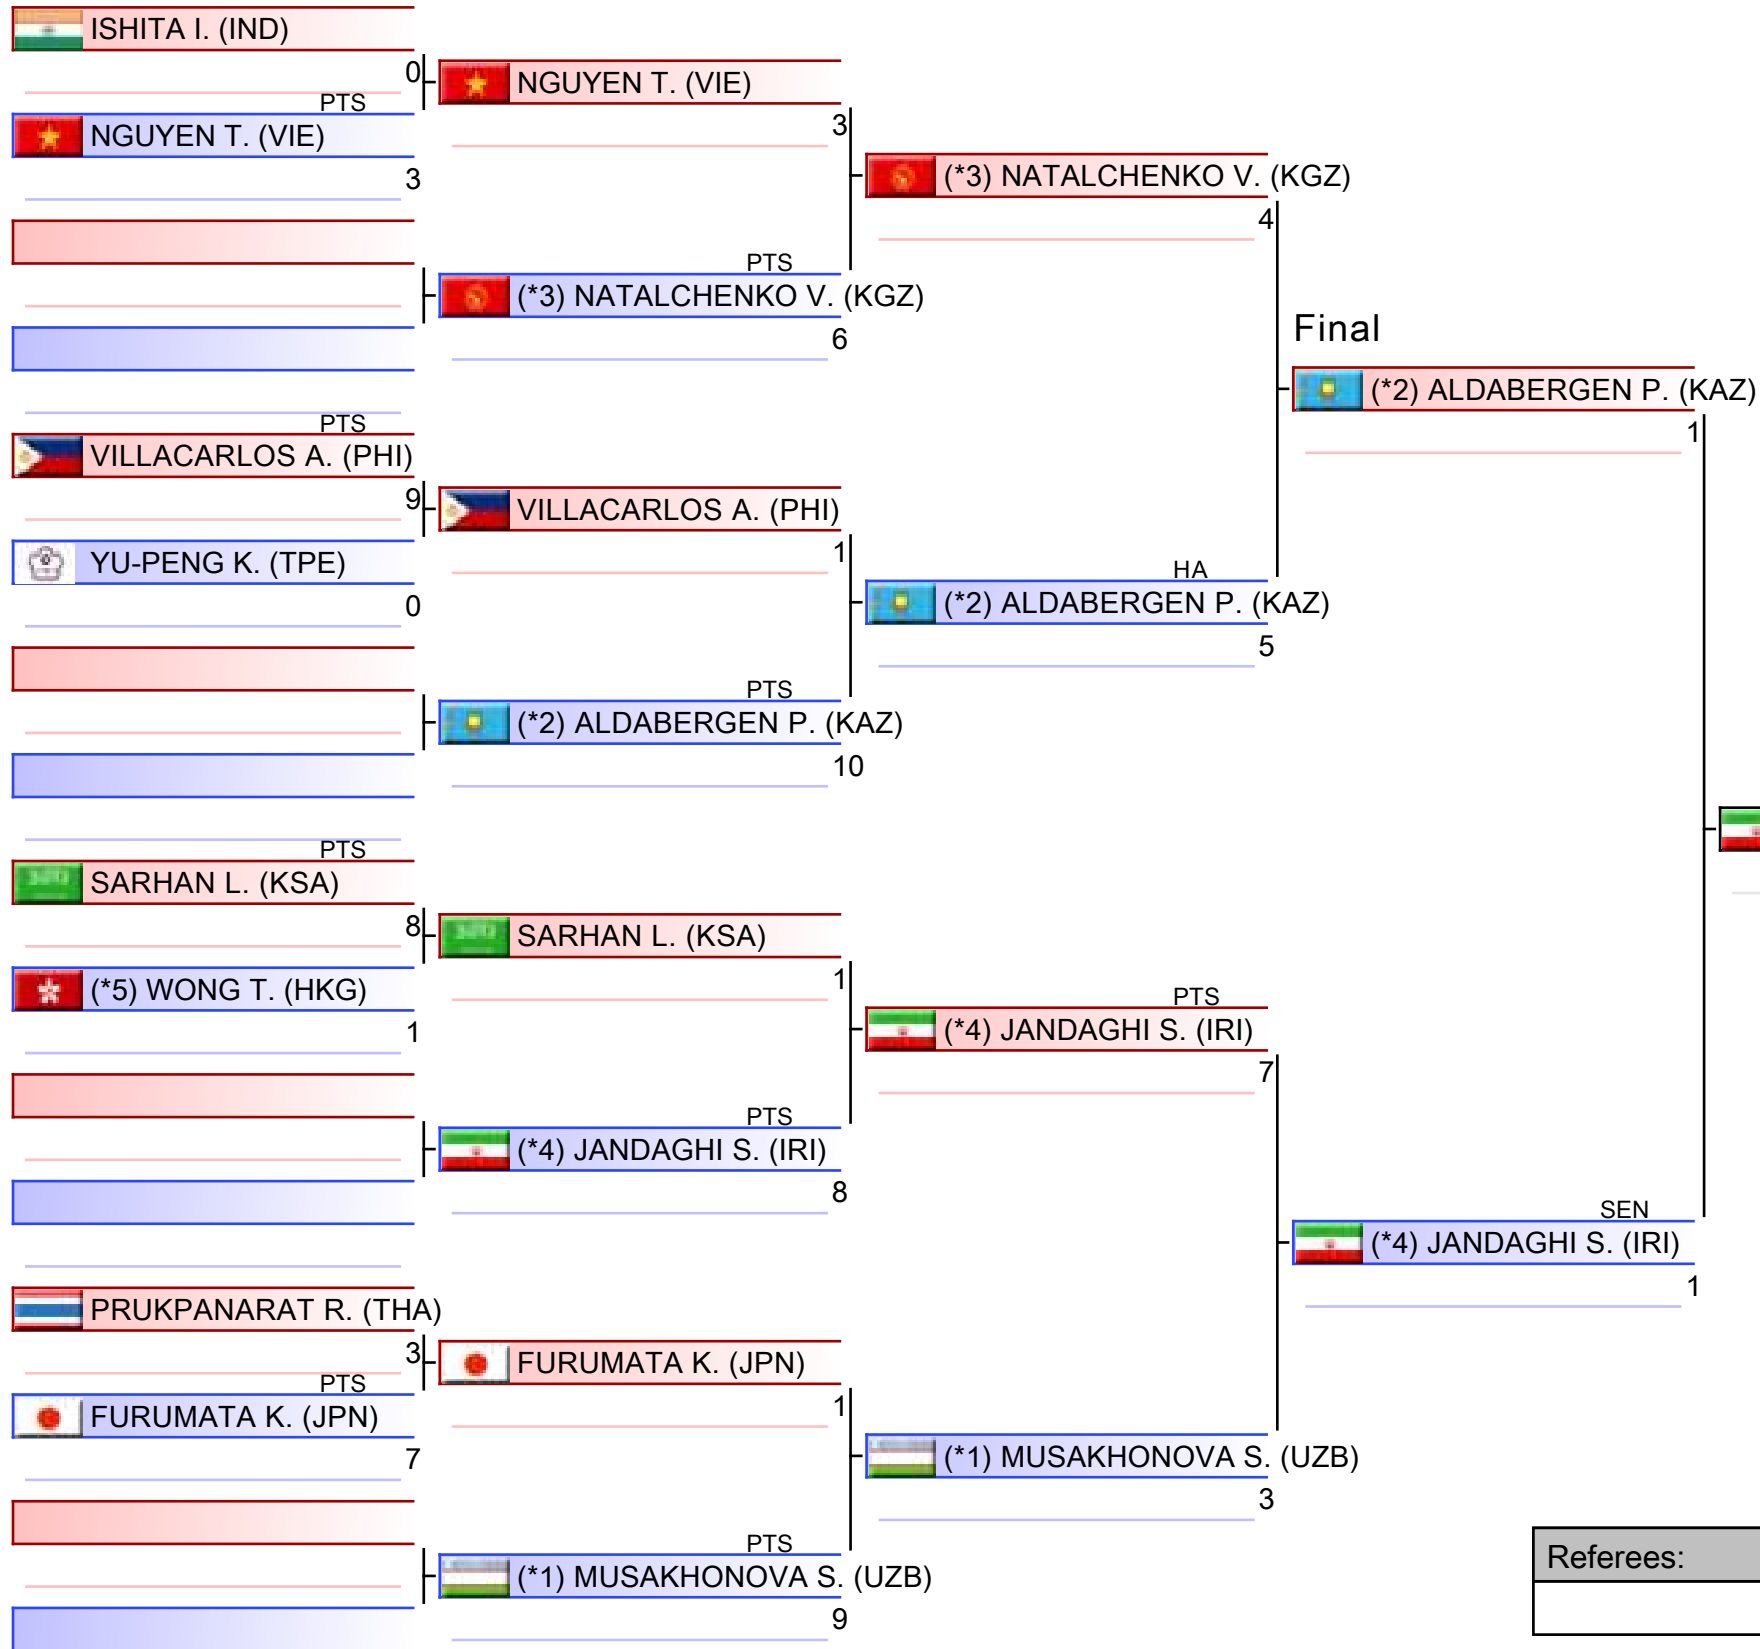 ISHITA I. (IND)
0
PTS
NGUYEN T. (VIE)
3
PTS
VILLACARLOS A. (PHI)
9
YU-PENG K. (TPE)
0
PTS
SARHAN L. (KSA)
8
(*5) WONG T. (HKG)
1
PRUKPANARAT R. (THA)
3
PTS
FURUMATA K. (JPN)
7
NGUYEN T. (VIE)
3
PTS
(*3) NATALCHENKO V. (KGZ)
6
VILLACARLOS A. (PHI)
1
PTS
(*2) ALDABERGEN P. (KAZ)
10
SARHAN L. (KSA)
1
PTS
(*4) JANDAGHI S. (IRI)
8
FURUMATA K. (JPN)
1
PTS
(*1) MUSAKHONOVA S. (UZB)
9
(*3) NATALCHENKO V. (KGZ)
4
HA
(*2) ALDABERGEN P. (KAZ)
5
PTS
(*4) JANDAGHI S. (IRI)
7
(*1) MUSAKHONOVA S. (UZB)
3
Final
(*2) ALDABERGEN P. (KAZ)
1
SEN
(*4) JANDAGHI S. (IRI)
1
Referees: